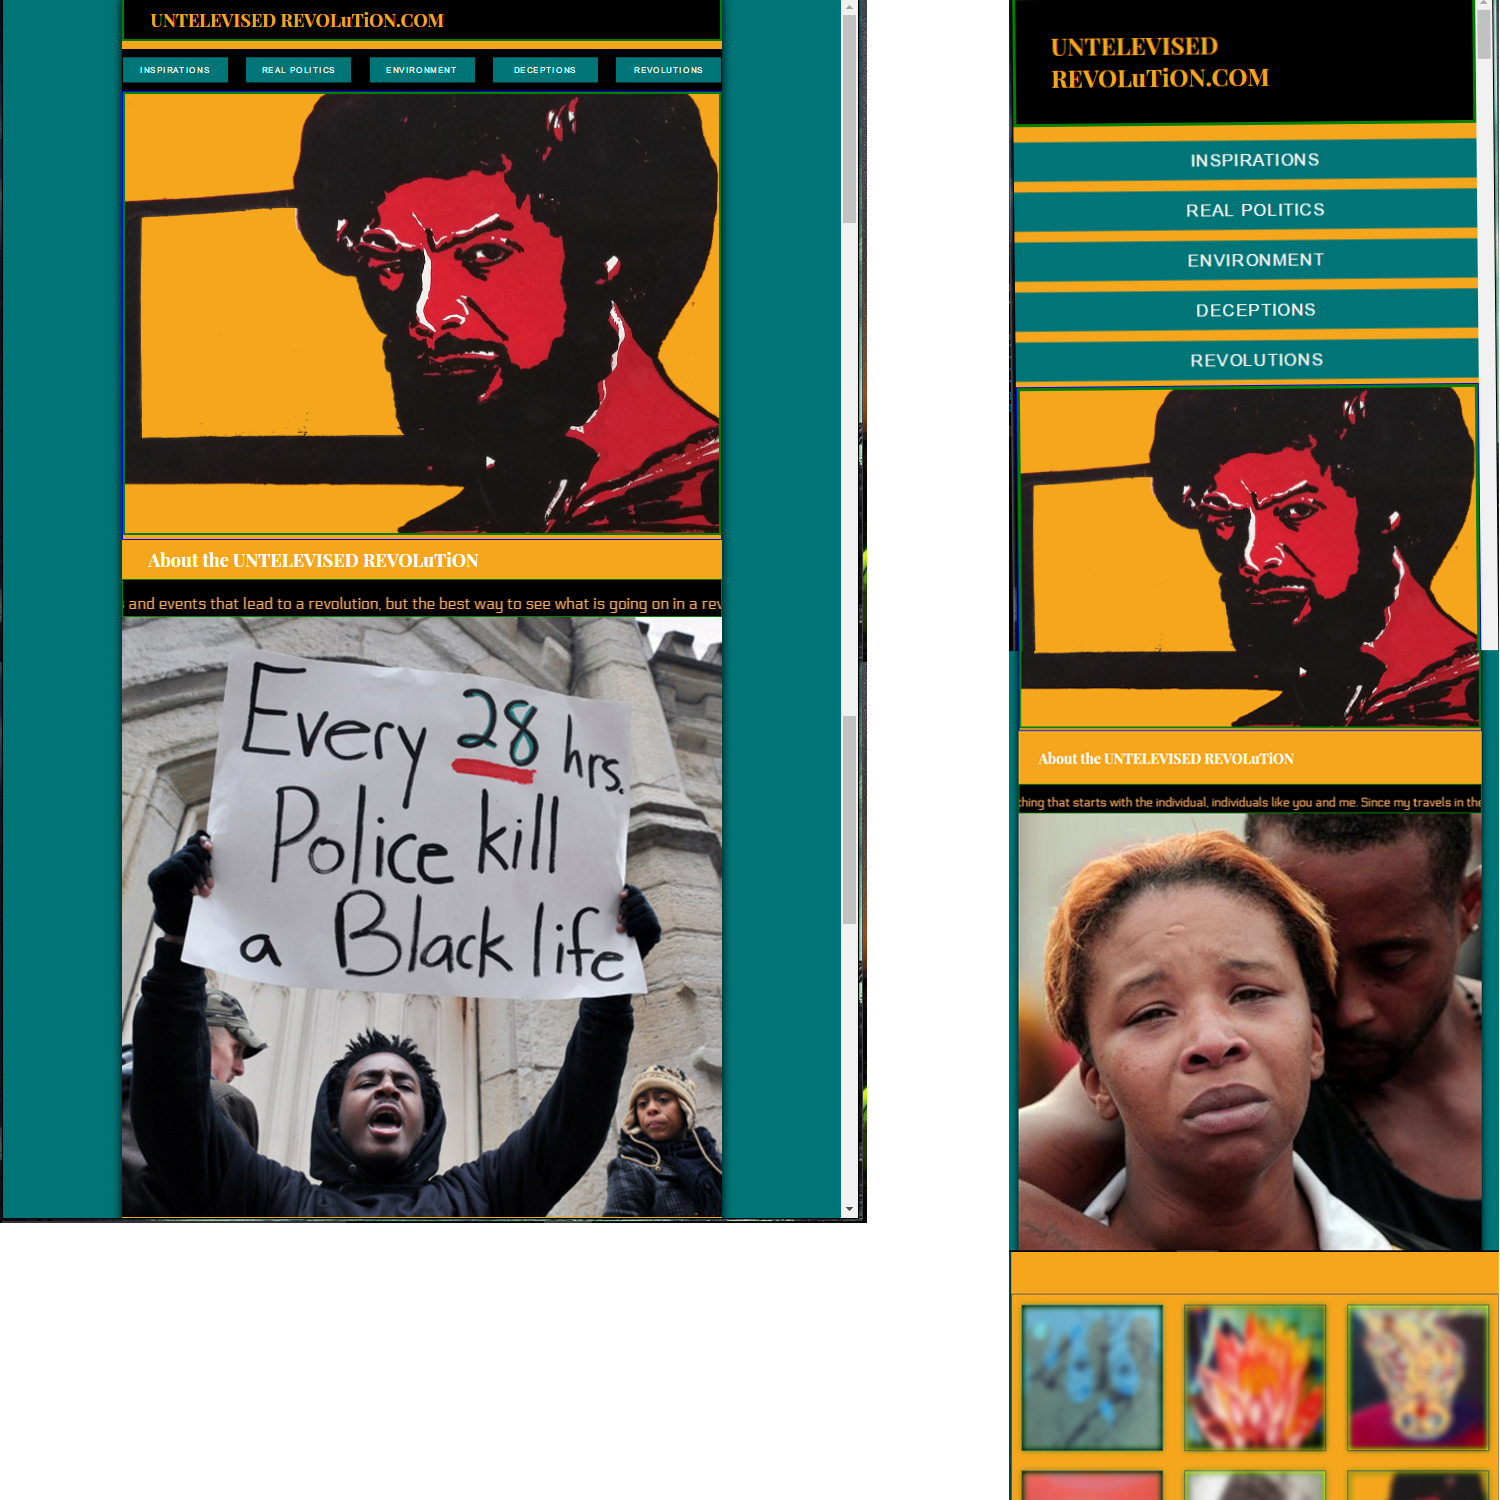 UNTELEVISED REVOLuTiON.COM
INSPIRATIONS
REAL POLITICS
ENVIRONMENT
DECEPTIONS
REVOLUTIONS
About the UNTELEVISED REVOLuTiON
and events that lead to a revolution, but the best way to see what is going on in a rev
Every 28 hrs.
Police kill
a Black life
UNTELEVISED
REVOLuTiON.COM
INSPIRATIONS
REAL POLITICS
ENVIRONMENT
DECEPTIONS
REVOLUTIONS
About the UNTELEVISED REVOLuTiON
thing that starts with the individual, individuals like you and me. Since my travels in the